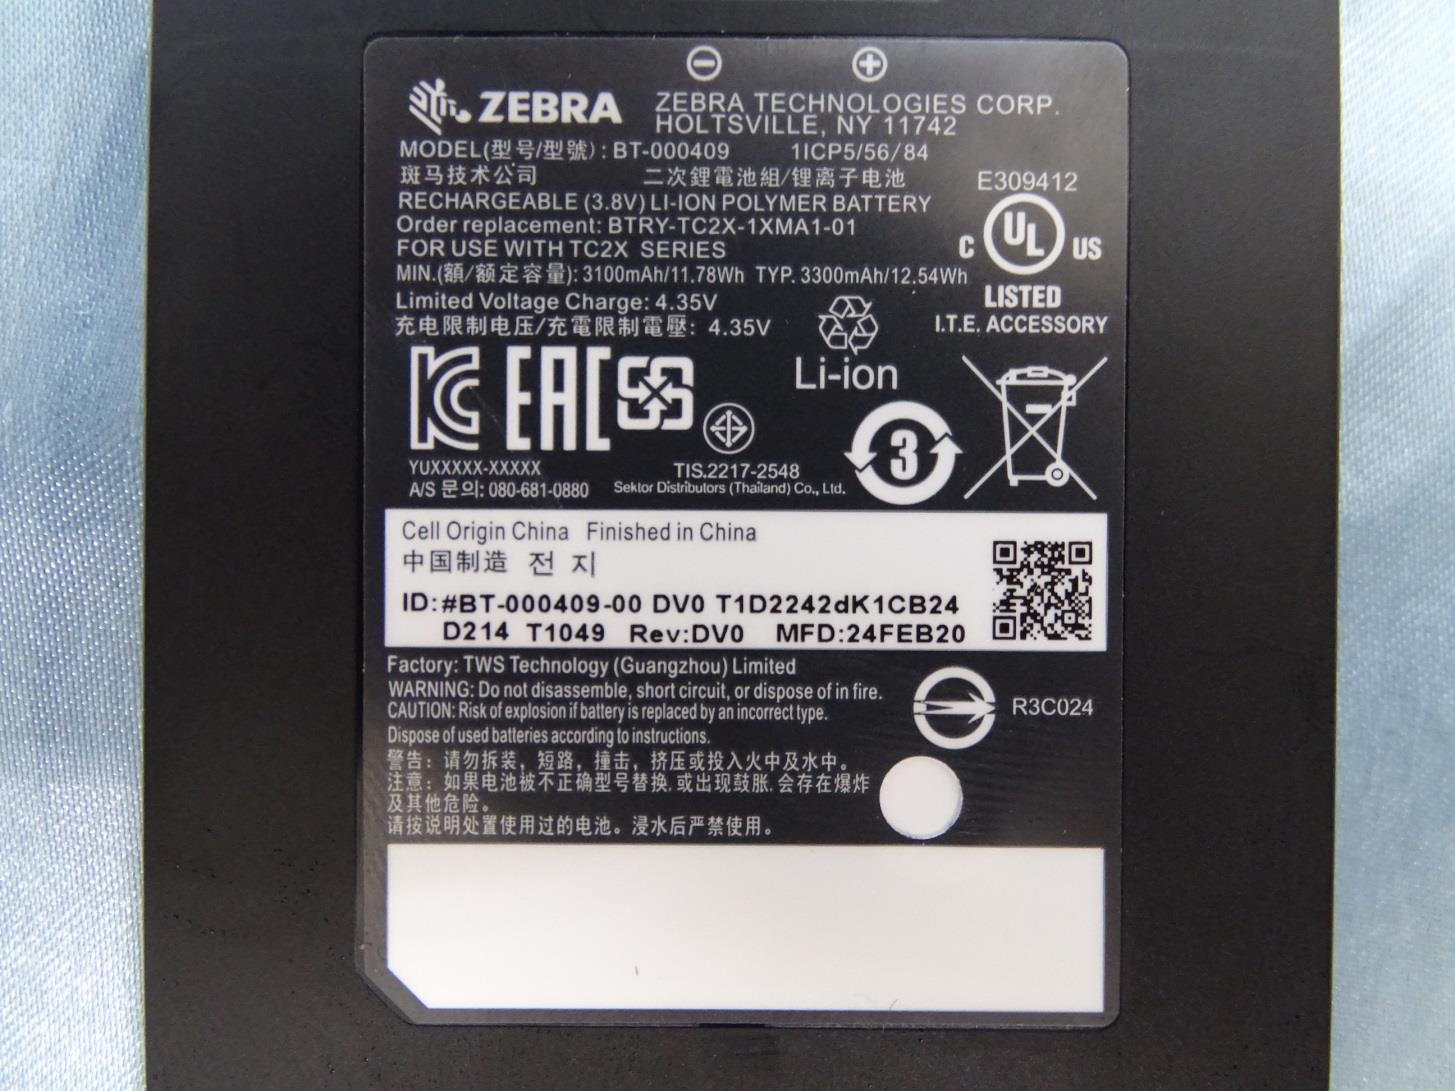 ZEBRA
ZEBRA TECHNOLOGIES CORP.
HOLTSVILLE, NY 11742
MODEL(型号/型號): BT-000409 1ICP5/56/84
斑马技术公司 二次鋰電池組/锂离子电池
RECHARGEABLE (3.8V) LI-ION POLYMER BATTERY
Order replacement: BTRY-TC2X-1XMA1-01
FOR USE WITH TC2X SERIES
MIN.(額/额定容量): 3100mAh/11.78Wh TYP. 3300mAh/12.54Wh
Limited Voltage Charge: 4.35V
充电限制电压/充電限制電壓: 4.35V
E309412
C UL US
LISTED
I.T.E. ACCESSORY
Li-ion
EAC
3
YUXXXXX-XXXXX
A/S 문의: 080-681-0880
TIS.2217-2548
Sektor Distributors (Thailand) Co., Ltd.
Cell Origin China Finished in China
中国制造 전 지
ID:#BT-000409-00 DV0 T1D2242dK1CB24
D214 T1049 Rev:DV0 MFD:24FEB20
Factory: TWS Technology (Guangzhou) Limited
WARNING: Do not disassemble, short circuit, or dispose of in fire.
CAUTION: Risk of explosion if battery is replaced by an incorrect type.
Dispose of used batteries according to instructions.
R3C024
警告: 请勿拆装，短路，撞击，挤压或投入火中及水中。
注意: 如果电池被不正确型号替换,或出现鼓胀,会存在爆炸
及其他危险。
请按说明处置使用过的电池。浸水后严禁使用。